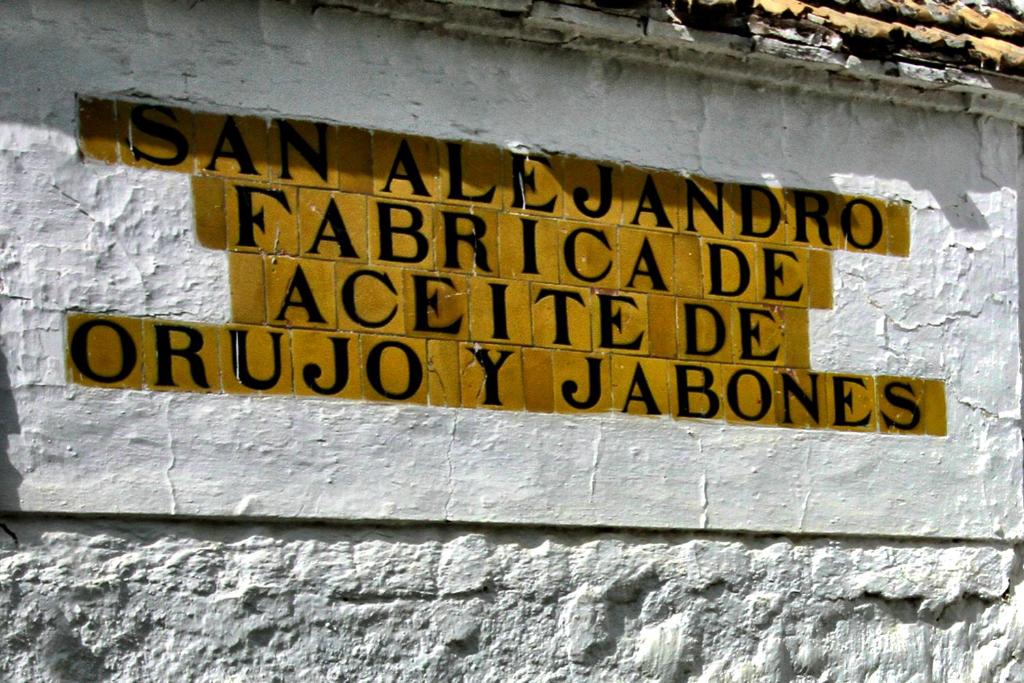 SAN ALEJANDRO
FABRICA DE
ACEITE DE
ORUJO Y JABONES